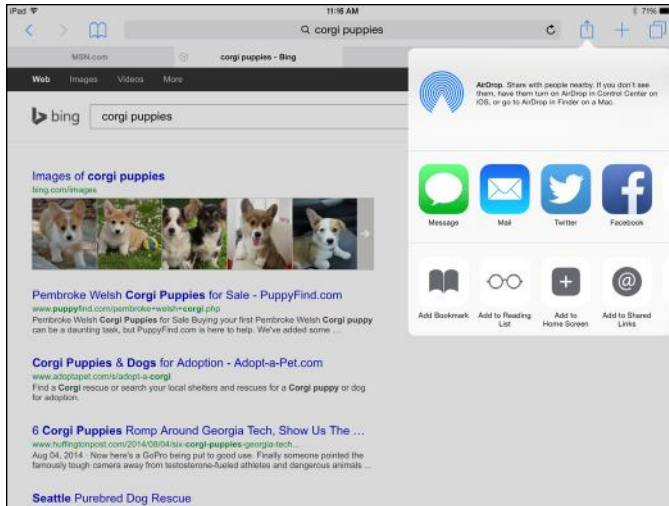 iPad 11:16 AM 71%
corgi puppies
MSN.com corgi puppies - Bing
Web Images Videos More
bing corgi puppies
Images of corgi puppies
bing.com/images
Pembroke Welsh Corgi Puppies for Sale - PuppyFind.com
www.puppyfind.com/pembroke+welsh+corgi.php
Pembroke Welsh Corgi Puppies for Sale Buying your first Pembroke Welsh Corgi puppy
can be a daunting task, but PuppyFind.com is here to help. We've added some ...
Corgi Puppies & Dogs for Adoption - Adopt-a-Pet.com
www.adoptapet.com/s/adopt-a-corgi
Find a Corgi rescue or search your local shelters and rescues for a Corgi puppy or dog
for adoption.
6 Corgi Puppies Romp Around Georgia Tech, Show Us The ...
www.huffingtonpost.com/2014/08/04/six-corgi-puppies-georgia-tech...
Aug 04, 2014 · Now here's a GoPro being put to good use. Finally someone pointed the
famously tough camera away from testosterone-fueled athletes and dangerous animals ...
Seattle Purebred Dog Rescue
AirDrop. Share with people nearby. If you don't see
them, have them turn on AirDrop in Control Center on
iOS, or go to AirDrop in Finder on a Mac.
Message Mail Twitter Facebook
Add Bookmark Add to Reading List Add to Home Screen Add to Shared Links